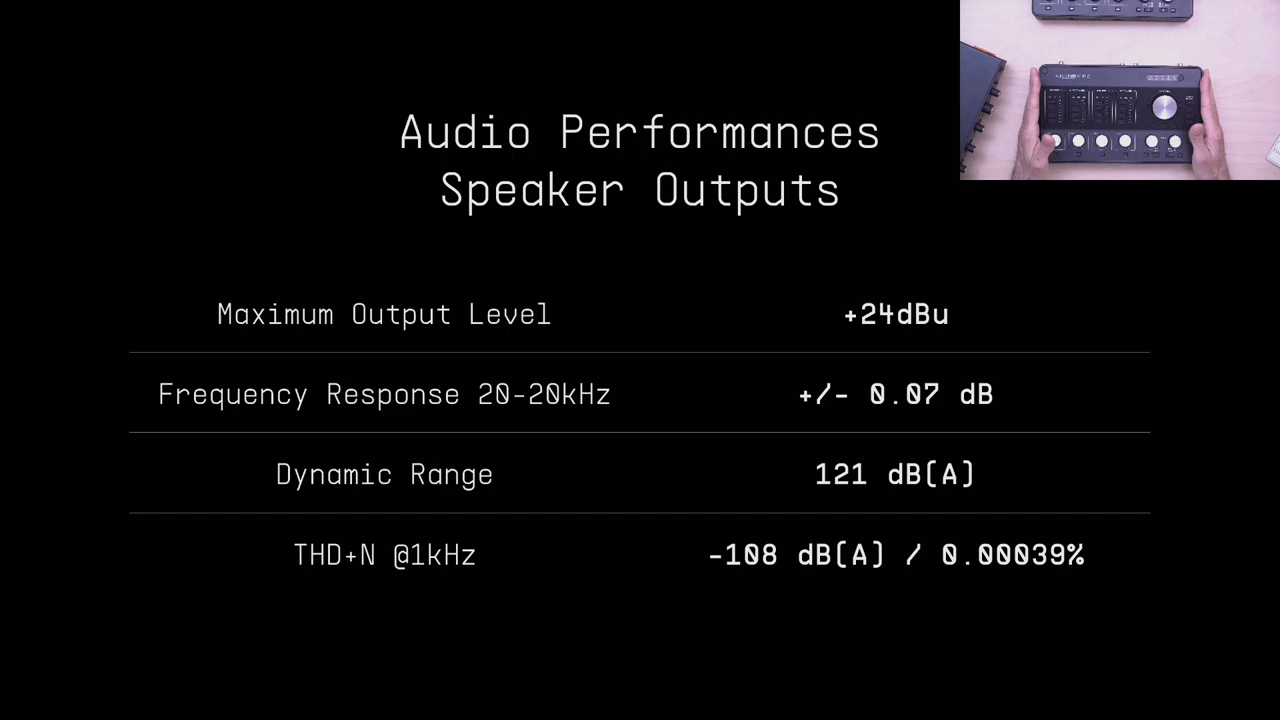 Audio Performances
Speaker Outputs
Maximum Output Level +24dBu
Frequency Response 20-20kHz +/- 0.07 dB
Dynamic Range 121 dB(A)
THD+N @1kHz -108 dB(A) / 0.00039%